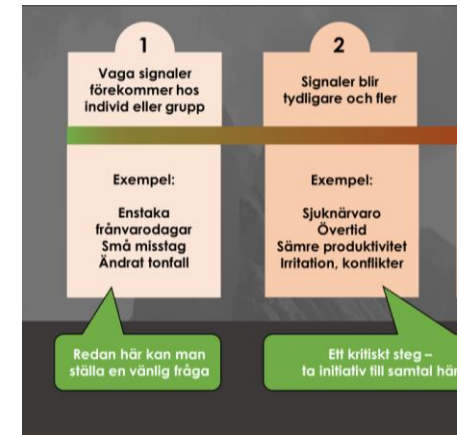 1
Vaga signaler
förekommer hos
individ eller grupp
Exempel:
Enstaka
frånvarodagar
Små misstag
Ändrat tonfall
Redan här kan man
ställa en vänlig fråga
2
Signaler blir
tydligare och fler
Exempel:
Sjuknärvaro
Övertid
Sämre produktivitet
Irritation, konflikter
Ett kritiskt steg –
ta initiativ till samtal här